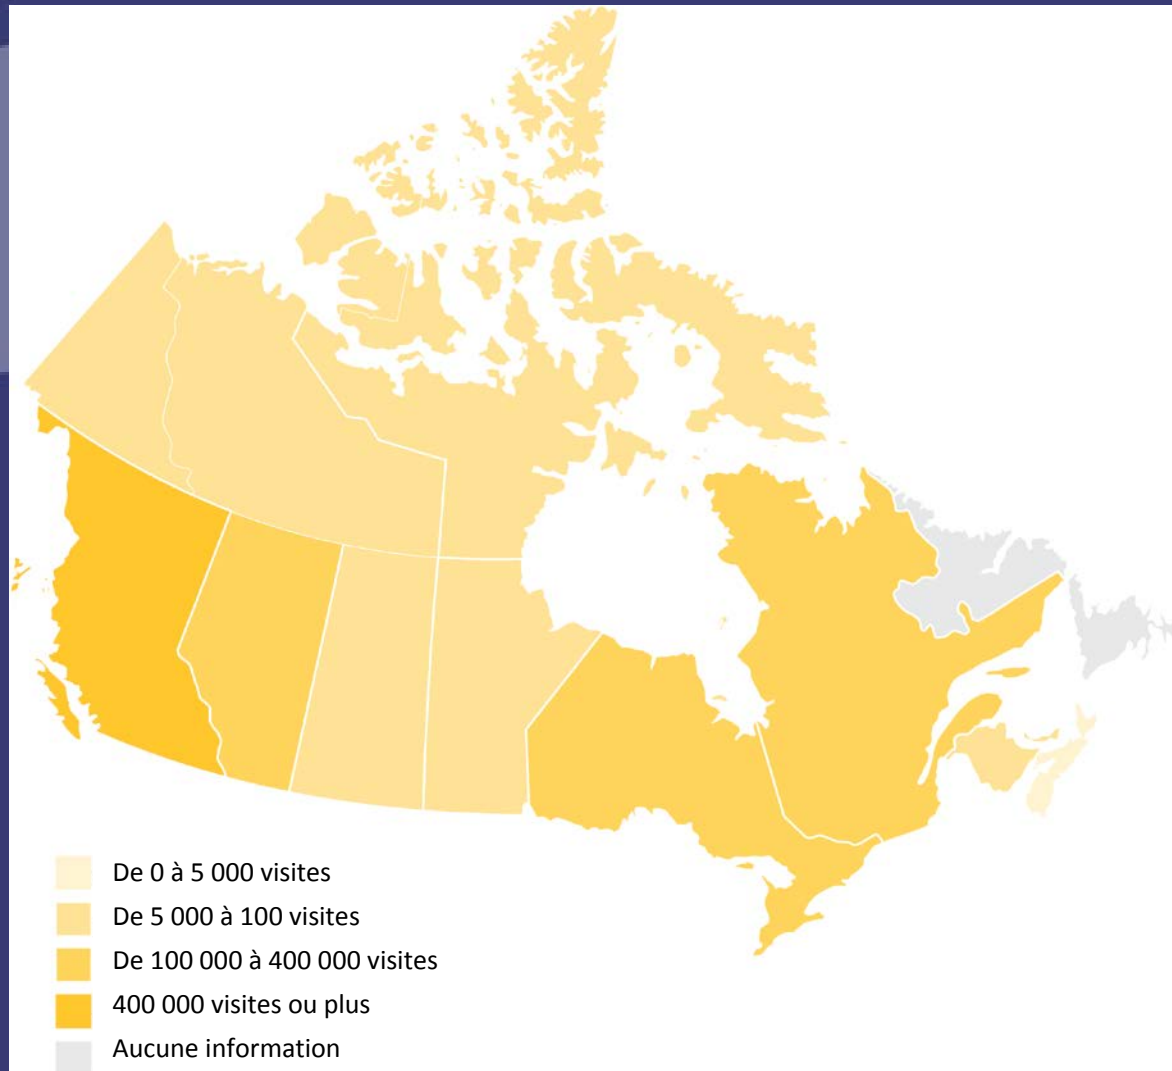 De 0 à 5 000 visites
De 5 000 à 100 visites
De 100 000 à 400 000 visites
400 000 visites ou plus
Aucune information